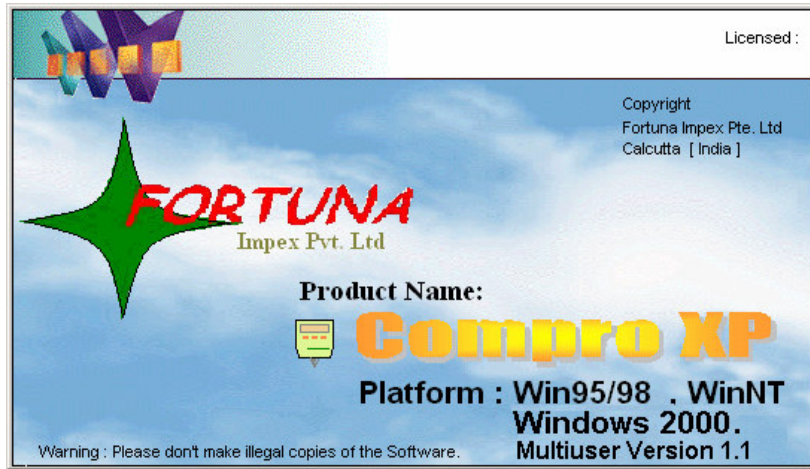 Licensed :
Copyright
Fortuna Impex Pte. Ltd
Calcutta [ India ]
FORTUNA
Impex Pvt. Ltd
Product Name:
Compro XP
Platform : Win95/98 . WinNT
Windows 2000.
Multiuser Version 1.1
Warning : Please don't make illegal copies of the Software.